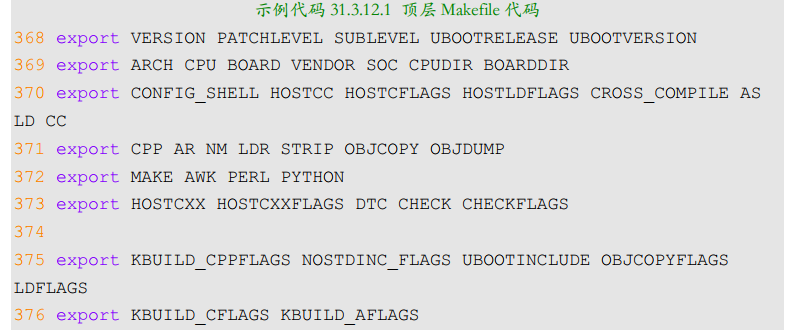 示例代码 31.3.12.1 顶层 Makefile 代码
368 export VERSION PATCHLEVEL SUBLEVEL UBOOTRELEASE UBOOTVERSION
369 export ARCH CPU BOARD VENDOR SOC CPUDIR BOARDDIR
370 export CONFIG_SHELL HOSTCC HOSTCFLAGS HOSTLDFLAGS CROSS_COMPILE AS
LD CC
371 export CPP AR NM LDR STRIP OBJCOPY OBJDUMP
372 export MAKE AWK PERL PYTHON
373 export HOSTCXX HOSTCXXFLAGS DTC CHECK CHECKFLAGS
374
375 export KBUILD_CPPFLAGS NOSTDINC_FLAGS UBOOTINCLUDE OBJCOPYFLAGS
LDFLAGS
376 export KBUILD_CFLAGS KBUILD_AFLAGS